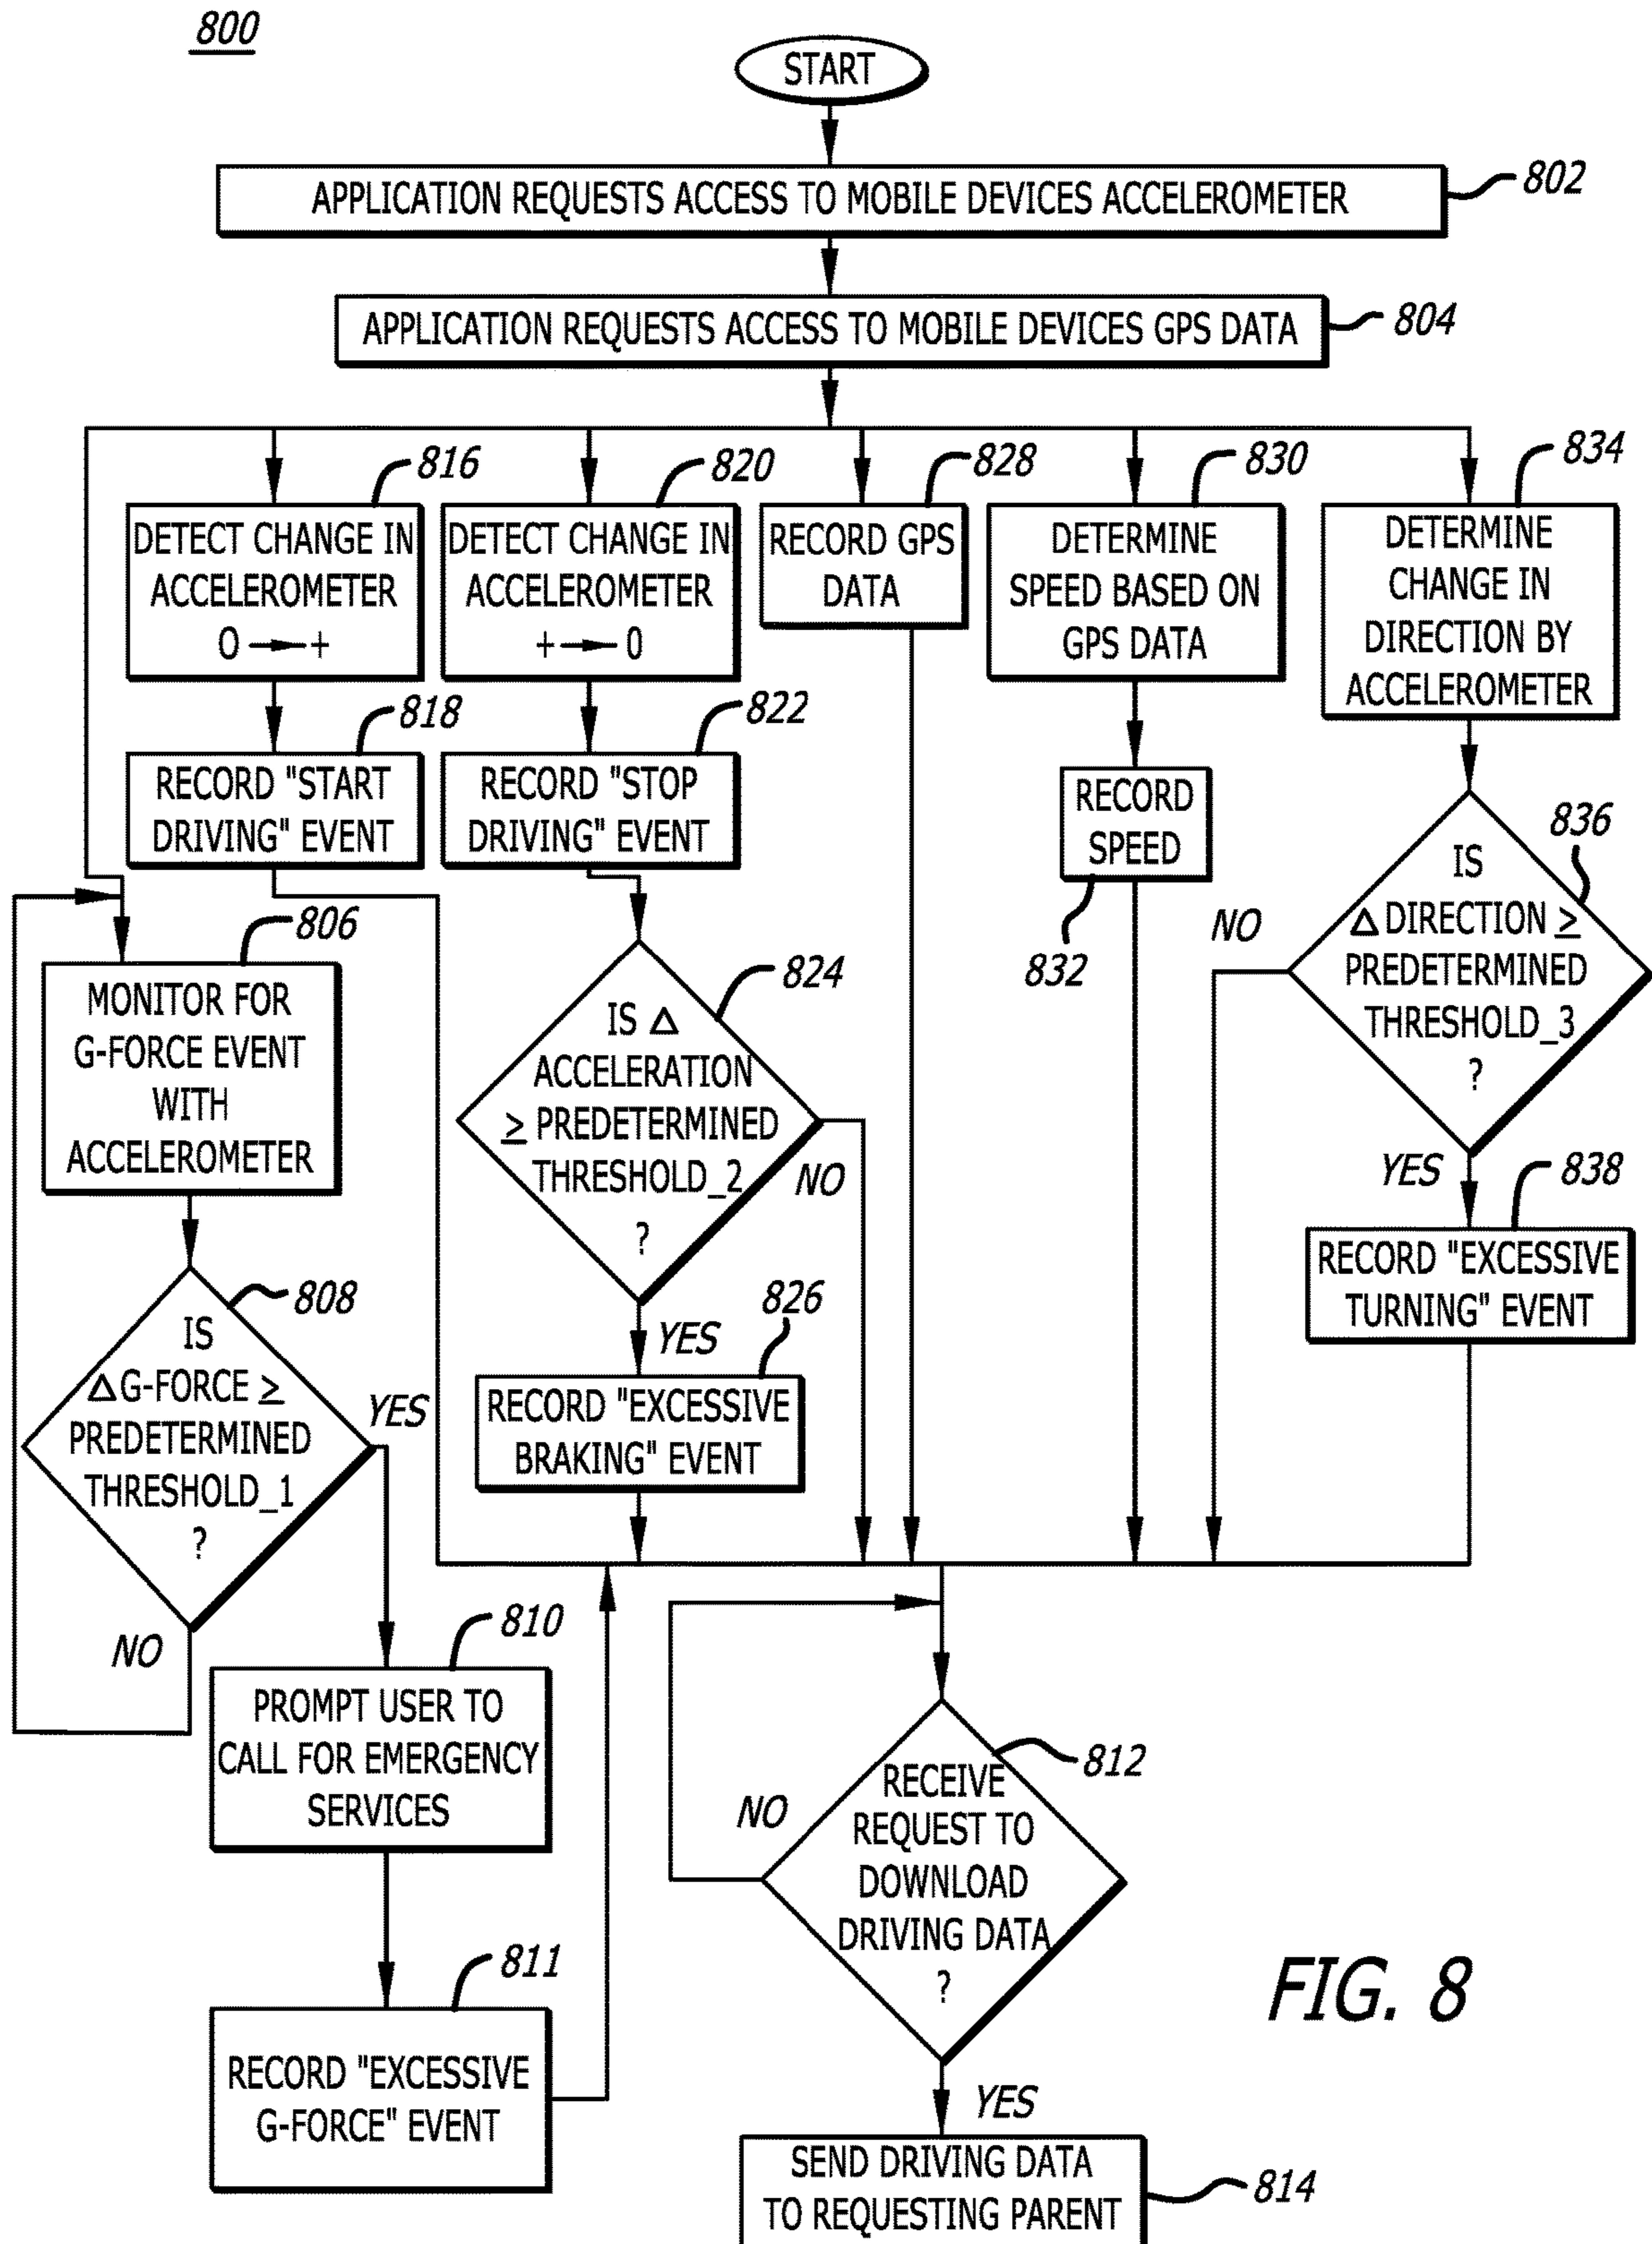 800
START
APPLICATION REQUESTS ACCESS TO MOBILE DEVICES ACCELEROMETER
802
APPLICATION REQUESTS ACCESS TO MOBILE DEVICES GPS DATA
804
816
DETECT CHANGE IN
ACCELEROMETER
O → +
818
RECORD "START
DRIVING" EVENT
820
DETECT CHANGE IN
ACCELEROMETER
+ → 0
822
RECORD "STOP
DRIVING" EVENT
828
RECORD GPS
DATA
830
DETERMINE
SPEED BASED ON
GPS DATA
RECORD
SPEED
832
834
DETERMINE
CHANGE IN
DIRECTION BY
ACCELEROMETER
836
IS
Δ DIRECTION ≥
PREDETERMINED
THRESHOLD_3
?
NO
YES
838
RECORD "EXCESSIVE
TURNING" EVENT
806
MONITOR FOR
G-FORCE EVENT
WITH
ACCELEROMETER
808
IS
Δ G-FORCE ≥
PREDETERMINED
THRESHOLD_1
?
YES
NO
824
IS Δ
ACCELERATION
≥ PREDETERMINED
THRESHOLD_2
?
NO
YES
826
RECORD "EXCESSIVE
BRAKING" EVENT
810
PROMPT USER TO
CALL FOR EMERGENCY
SERVICES
811
RECORD "EXCESSIVE
G-FORCE" EVENT
812
RECEIVE
REQUEST TO
DOWNLOAD
DRIVING DATA
?
NO
YES
SEND DRIVING DATA
TO REQUESTING PARENT
814
FIG. 8